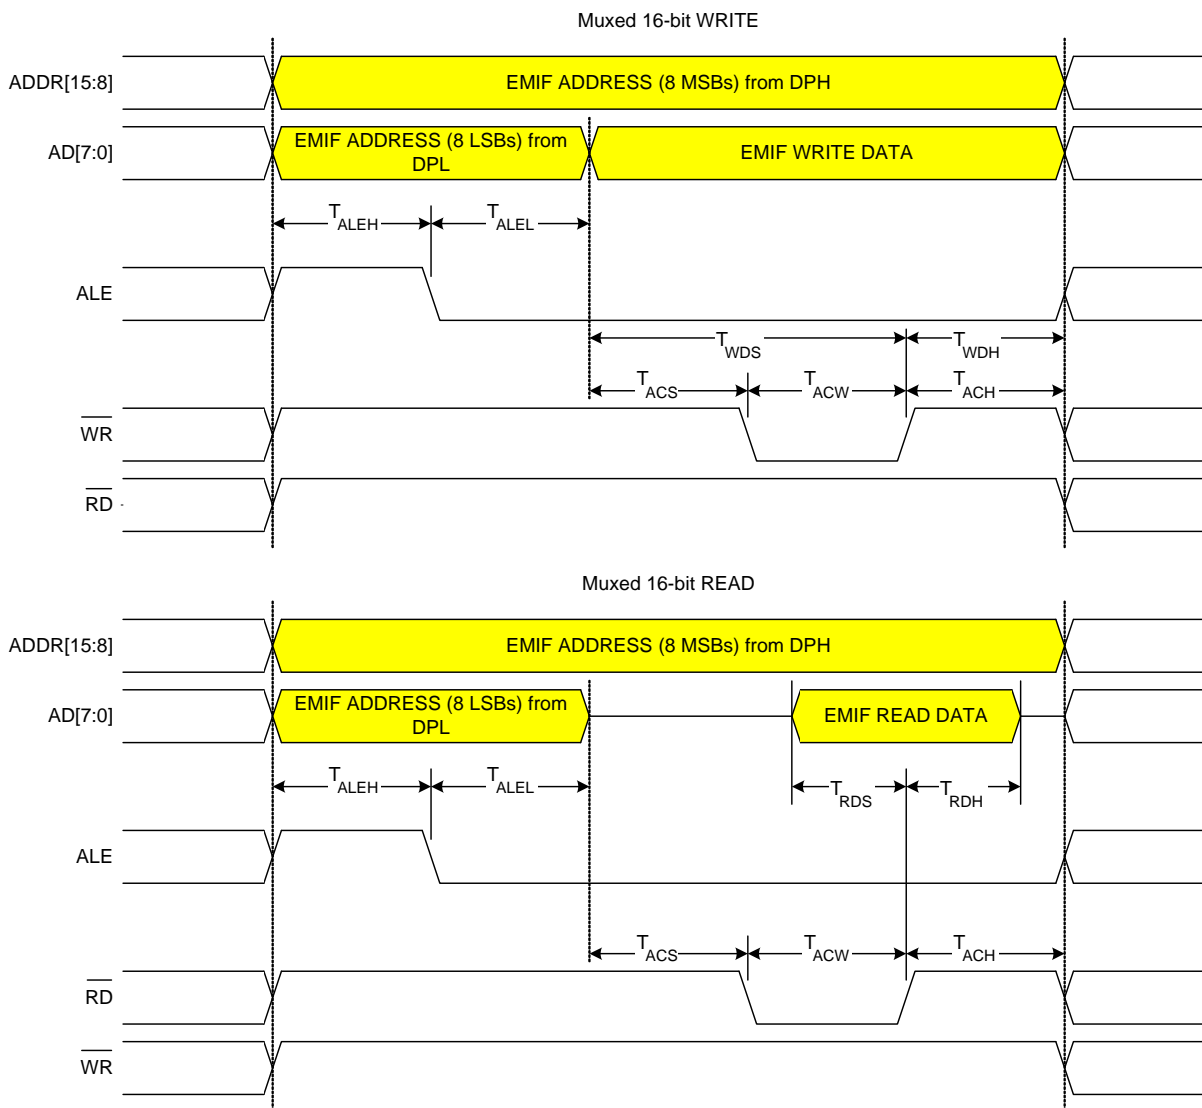 Muxed 16-bit WRITE
ADDR[15:8]
EMIF ADDRESS (8 MSBs) from DPH
AD[7:0]
EMIF ADDRESS (8 LSBs) from
DPL
EMIF WRITE DATA
TALEH
TALEL
ALE
TWDS
TWDH
TACS
TACW
TACH
WR
RD
Muxed 16-bit READ
ADDR[15:8]
EMIF ADDRESS (8 MSBs) from DPH
AD[7:0]
EMIF ADDRESS (8 LSBs) from
DPL
EMIF READ DATA
TALEH
TALEL
TRDS
TRDH
ALE
TACS
TACW
TACH
RD
WR